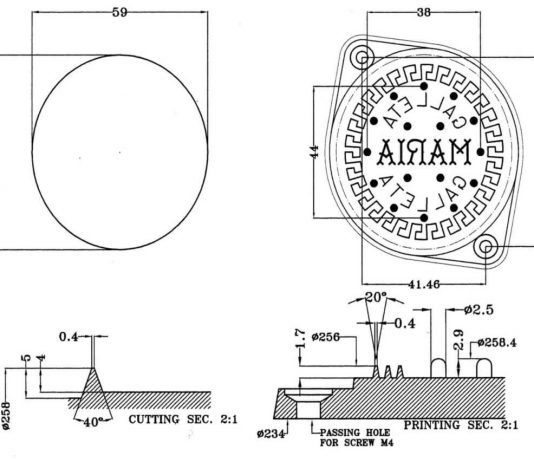 59
38
GALLETA
MARIA
GALLETA
44
41.46
0.4
5
4
ø258
40°
CUTTING SEC. 2:1
20°
0.4
1.7
ø256
ø2.5
2.9
ø258.4
ø234
PASSING HOLE
FOR SCREW M4
PRINTING SEC. 2:1